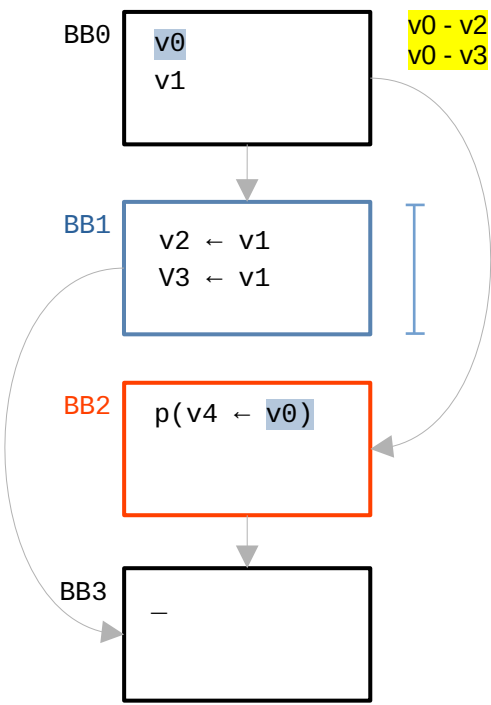 BB0
v0
v1
v0 - v2
v0 - v3
BB1
v2 ← v1
V3 ← v1
BB2
p(v4 ← v0)
BB3
_